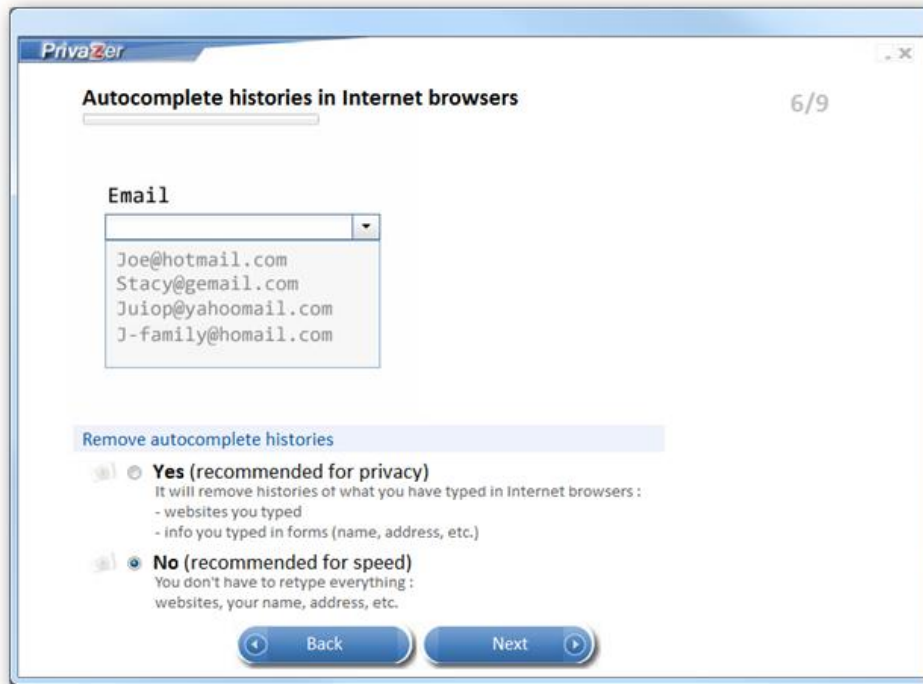 PrivaZer
Autocomplete histories in Internet browsers
6/9
Email
Joe@hotmail.com
Stacy@gemail.com
Juiop@yahoomail.com
J-family@homail.com
Remove autocomplete histories
Yes (recommended for privacy)
It will remove histories of what you have typed in Internet browsers :
- websites you typed
- info you typed in forms (name, address, etc.)
No (recommended for speed)
You don't have to retype everything :
websites, your name, address, etc.
Back
Next